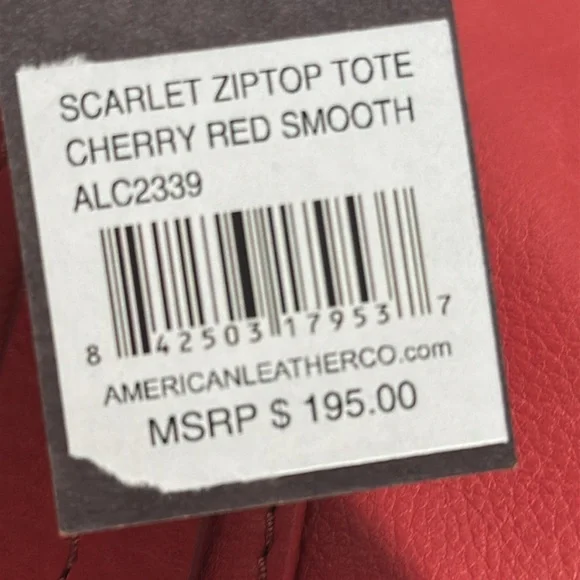 SCARLET ZIPTOP TOTE
CHERRY RED SMOOTH
ALC2339
8 42503 17953 7
AMERICANLEATHERCO.com
MSRP $ 195.00